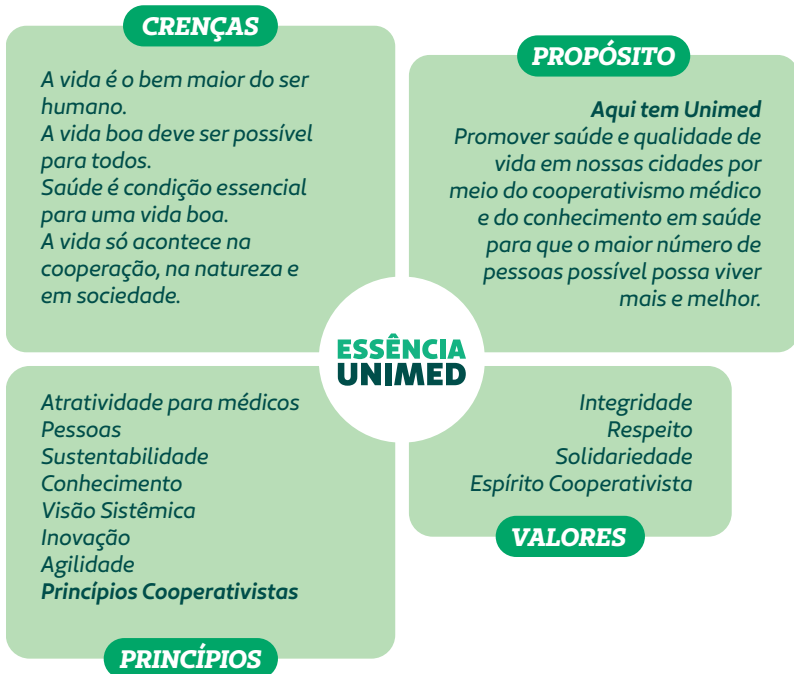 CRENÇAS
A vida é o bem maior do ser
humano.
A vida boa deve ser possível
para todos.
Saúde é condição essencial
para uma vida boa.
A vida só acontece na
cooperação, na natureza e
em sociedade.
PROPÓSITO
Aqui tem Unimed
Promover saúde e qualidade de
vida em nossas cidades por
meio do cooperativismo médico
e do conhecimento em saúde
para que o maior número de
pessoas possível possa viver
mais e melhor.
ESSÊNCIA
UNIMED
Atratividade para médicos
Pessoas
Sustentabilidade
Conhecimento
Visão Sistêmica
Inovação
Agilidade
Princípios Cooperativistas
PRINCÍPIOS
Integridade
Respeito
Solidariedade
Espírito Cooperativista
VALORES